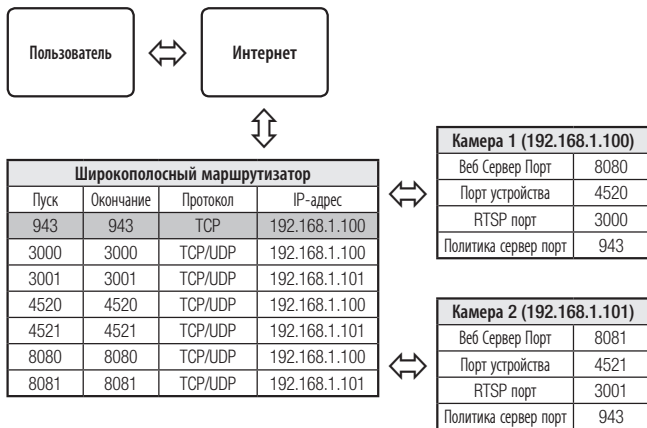 Пользователь
Интернет
Широкополосный маршрутизатор
Пуск Окончание Протокол IP-адрес
943 943 TCP 192.168.1.100
3000 3000 TCP/UDP 192.168.1.100
3001 3001 TCP/UDP 192.168.1.101
4520 4520 TCP/UDP 192.168.1.100
4521 4521 TCP/UDP 192.168.1.101
8080 8080 TCP/UDP 192.168.1.100
8081 8081 TCP/UDP 192.168.1.101
Камера 1 (192.168.1.100)
Веб Сервер Порт 8080
Порт устройства 4520
RTSP порт 3000
Политика сервер порт 943
Камера 2 (192.168.1.101)
Веб Сервер Порт 8081
Порт устройства 4521
RTSP порт 3001
Политика сервер порт 943